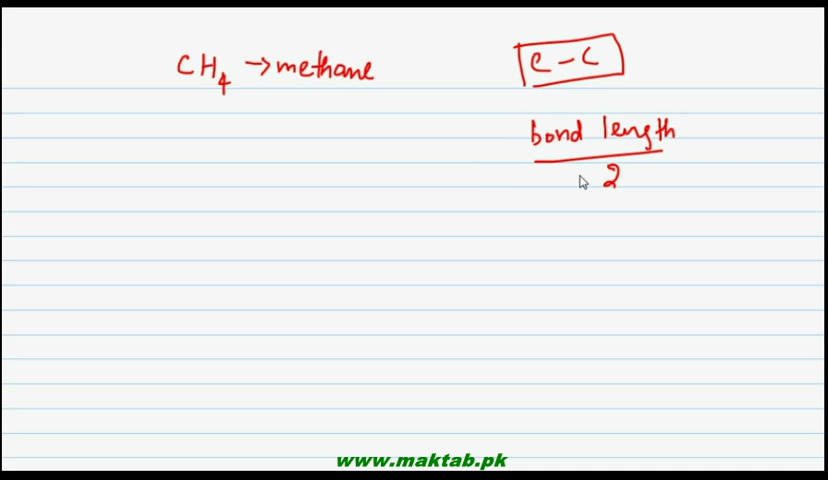 CH4 → methane
C - C
bond length
2
www.maktab.pk